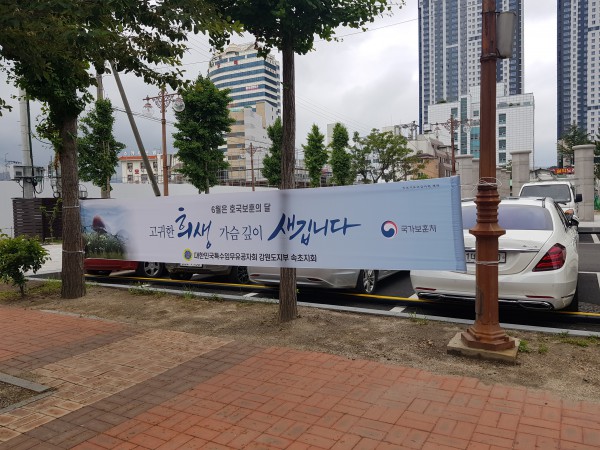 6월은 호국보훈의 달
고귀한 희생 가슴 깊이 새깁니다
국가보훈처
대한민국특수임무유공자회 강원도지부 속초지회